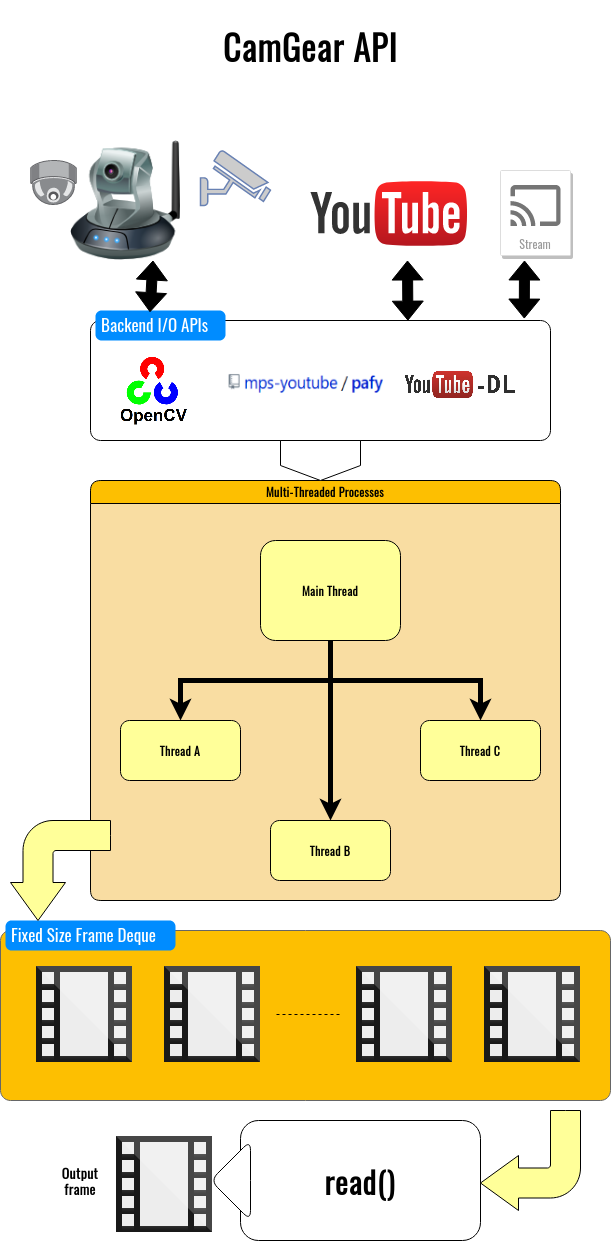 CamGear API
YouTube
Stream
Backend I/O APIs
OpenCV
mps-youtube / pafy
YouTube-DL
Multi-Threaded Processes
Main Thread
Thread A
Thread C
Thread B
Fixed Size Frame Deque
Output
frame
read()